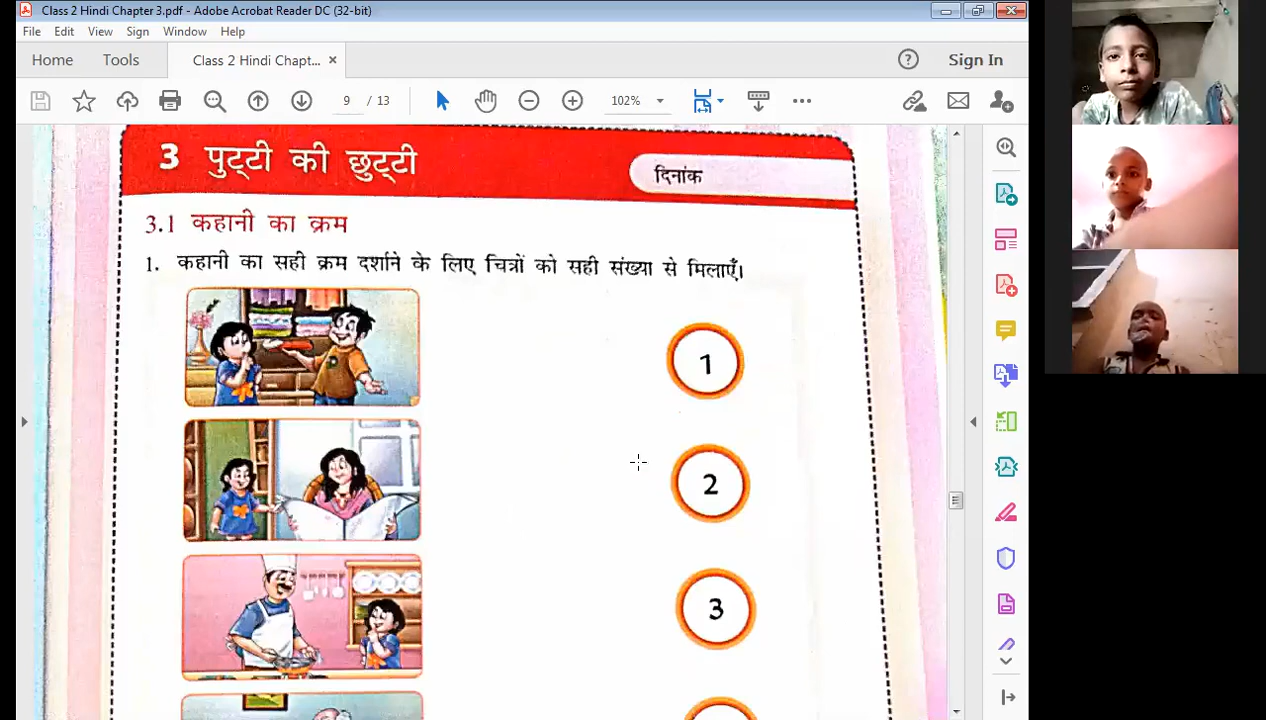 Class 2 Hindi Chapter 3.pdf - Adobe Acrobat Reader DC (32-bit)
File Edit View Sign Window Help
Home Tools Class 2 Hindi Chapt... × ? Sign In
9 / 13 102%
3 पुट्टी की छुट्टी
दिनांक
3.1 कहानी का क्रम
1. कहानी का सही क्रम दर्शाने के लिए चित्रों को सही संख्या से मिलाएँ।
1
2
3